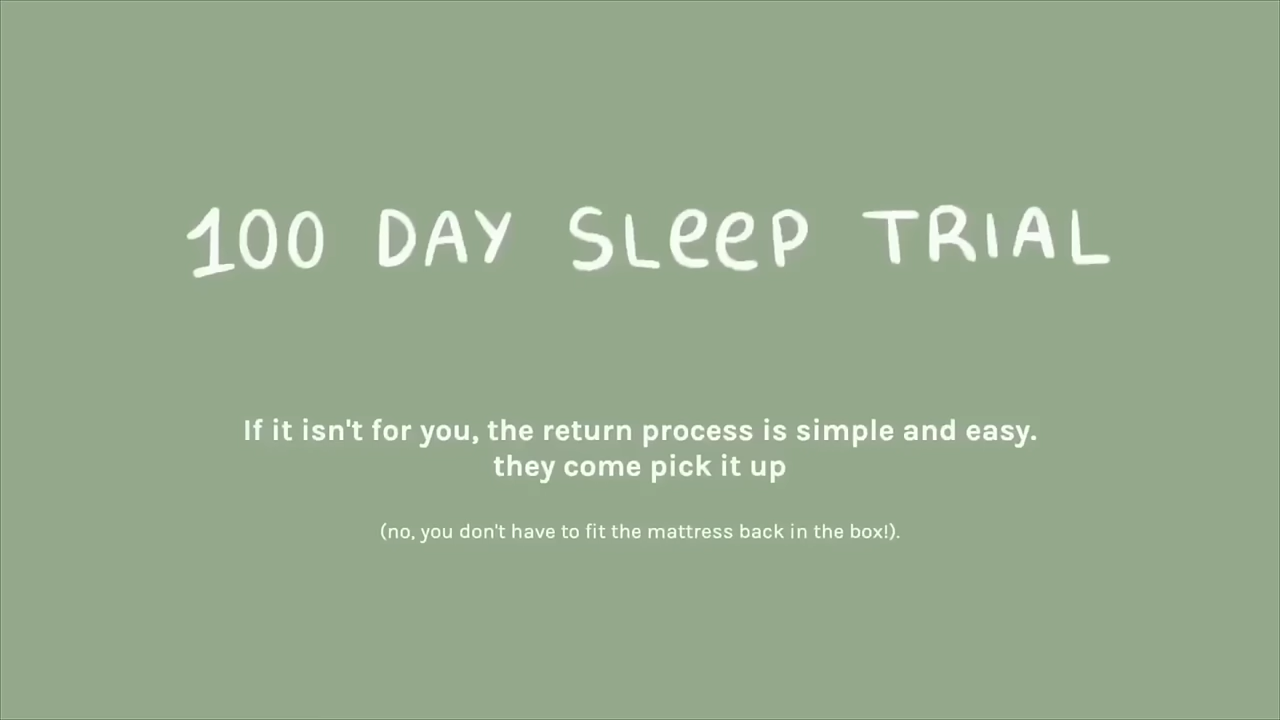 100 DAY SLeeP TRIAL
If it isn't for you, the return process is simple and easy.
they come pick it up
(no, you don't have to fit the mattress back in the box!).